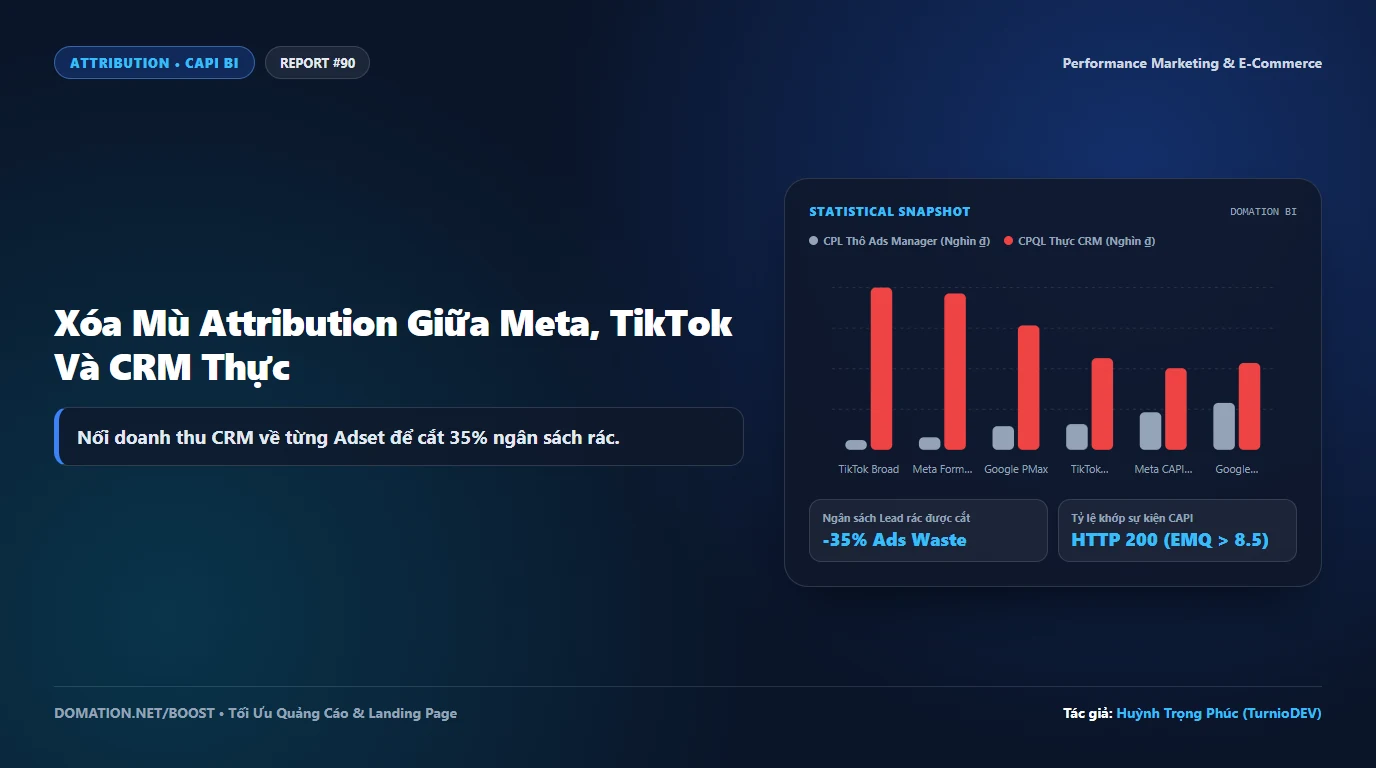 ATTRIBUTION • CAPI BI
REPORT #90
Performance Marketing & E-Commerce
Xóa Mù Attribution Giữa Meta, TikTok
Và CRM Thực
Nối doanh thu CRM về từng Adset để cắt 35% ngân sách rác.
STATISTICAL SNAPSHOT
DOMATION BI
CPL Thô Ads Manager (Nghìn ₫)
CPQL Thực CRM (Nghìn ₫)
TikTok Broad
Meta Form...
Google PMax
TikTok...
Meta CAPI...
Google...
Ngân sách Lead rác được cắt
-35% Ads Waste
Tỷ lệ khớp sự kiện CAPI
HTTP 200 (EMQ > 8.5)
DOMATION.NET/BOOST • Tối Ưu Quảng Cáo & Landing Page
Tác giả: Huỳnh Trọng Phúc (TurnioDEV)